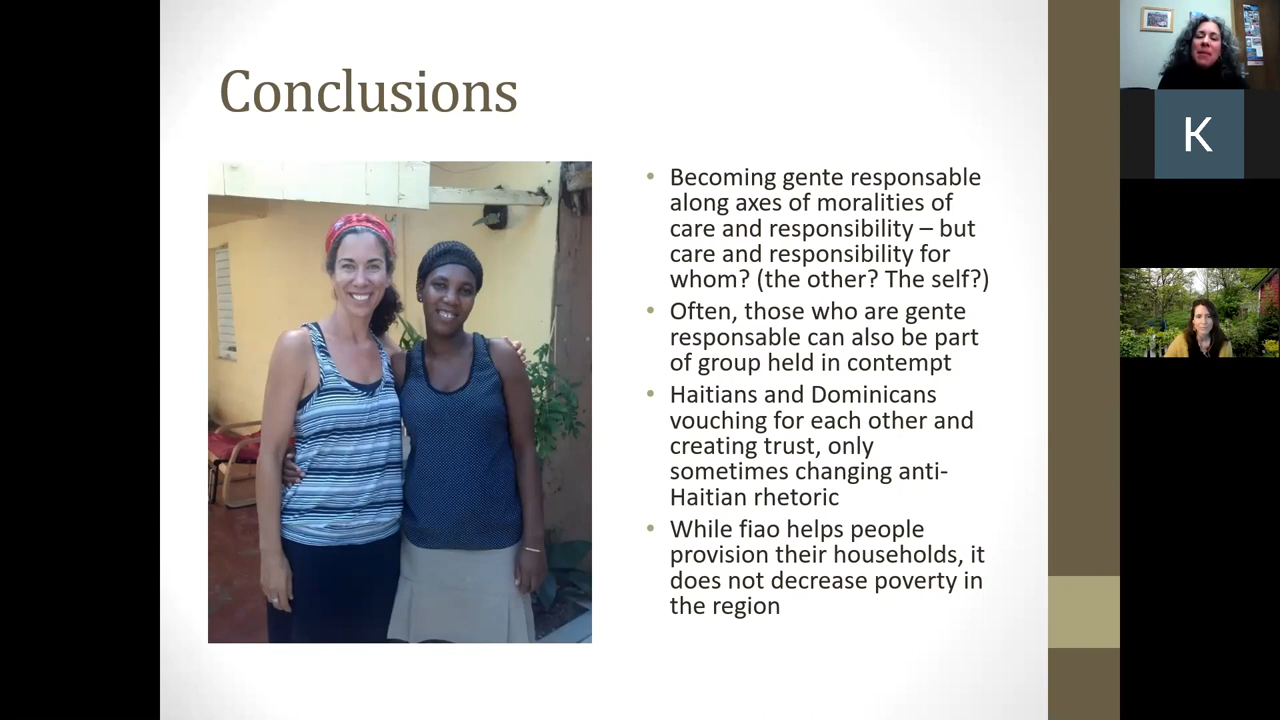 Conclusions
• Becoming gente responsable
along axes of moralities of
care and responsibility – but
care and responsibility for
whom? (the other? The self?)
• Often, those who are gente
responsable can also be part
of group held in contempt
• Haitians and Dominicans
vouching for each other and
creating trust, only
sometimes changing anti-
Haitian rhetoric
• While fiao helps people
provision their households, it
does not decrease poverty in
the region
K